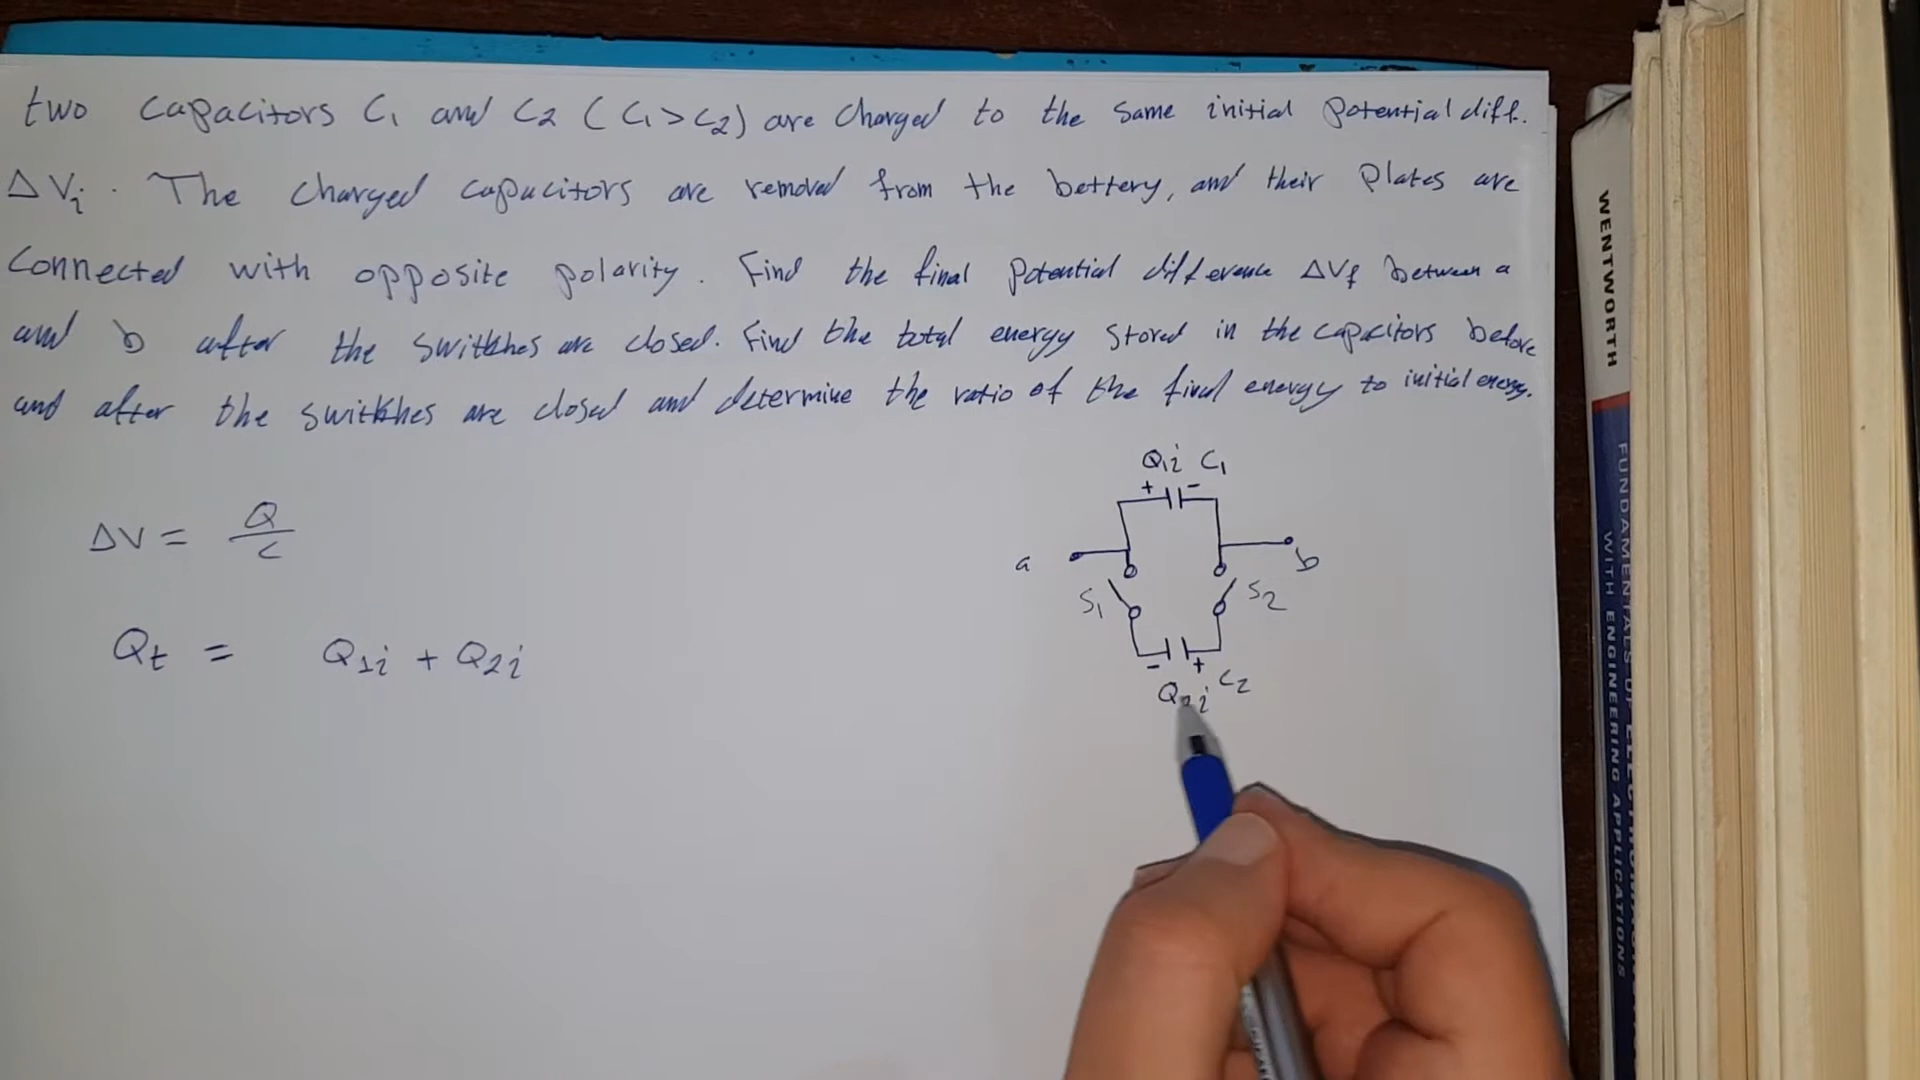 two capacitors C1 and C2 ( C1 > C2) are charged to the same initial potential diff.
ΔVi. The charged capacitors are removed from the bettery, and their plates are
connected with opposite polarity. Find the final potential difference ΔVf between a
and b after the switches are closed. Find the total energy stored in the capacitors before
and after the switches are closed and determine the ratio of the final energy to initial energy.
Q1i C1
+ -
ΔV = Q/C
a b
S1 S2
Qt = Q1i + Q2i
- +
Q2i C2
WENTWORTH
FUNDAMENTALS OF
WITH ENGINEERING APPLICATIONS